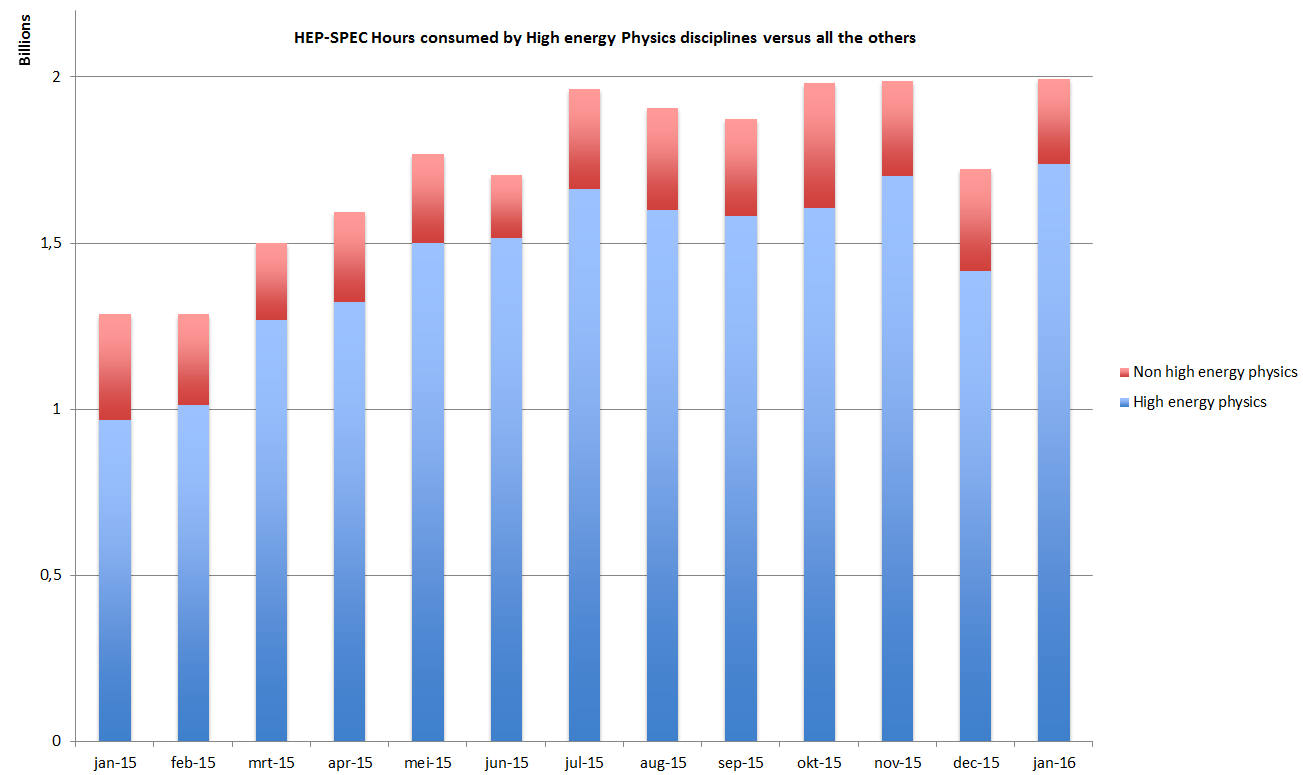 Billions
HEP-SPEC Hours consumed by High energy Physics disciplines versus all the others
2
1,5
1
0,5
0
jan-15 feb-15 mrt-15 apr-15 mei-15 jun-15 jul-15 aug-15 sep-15 okt-15 nov-15 dec-15 jan-16
Non high energy physics
High energy physics